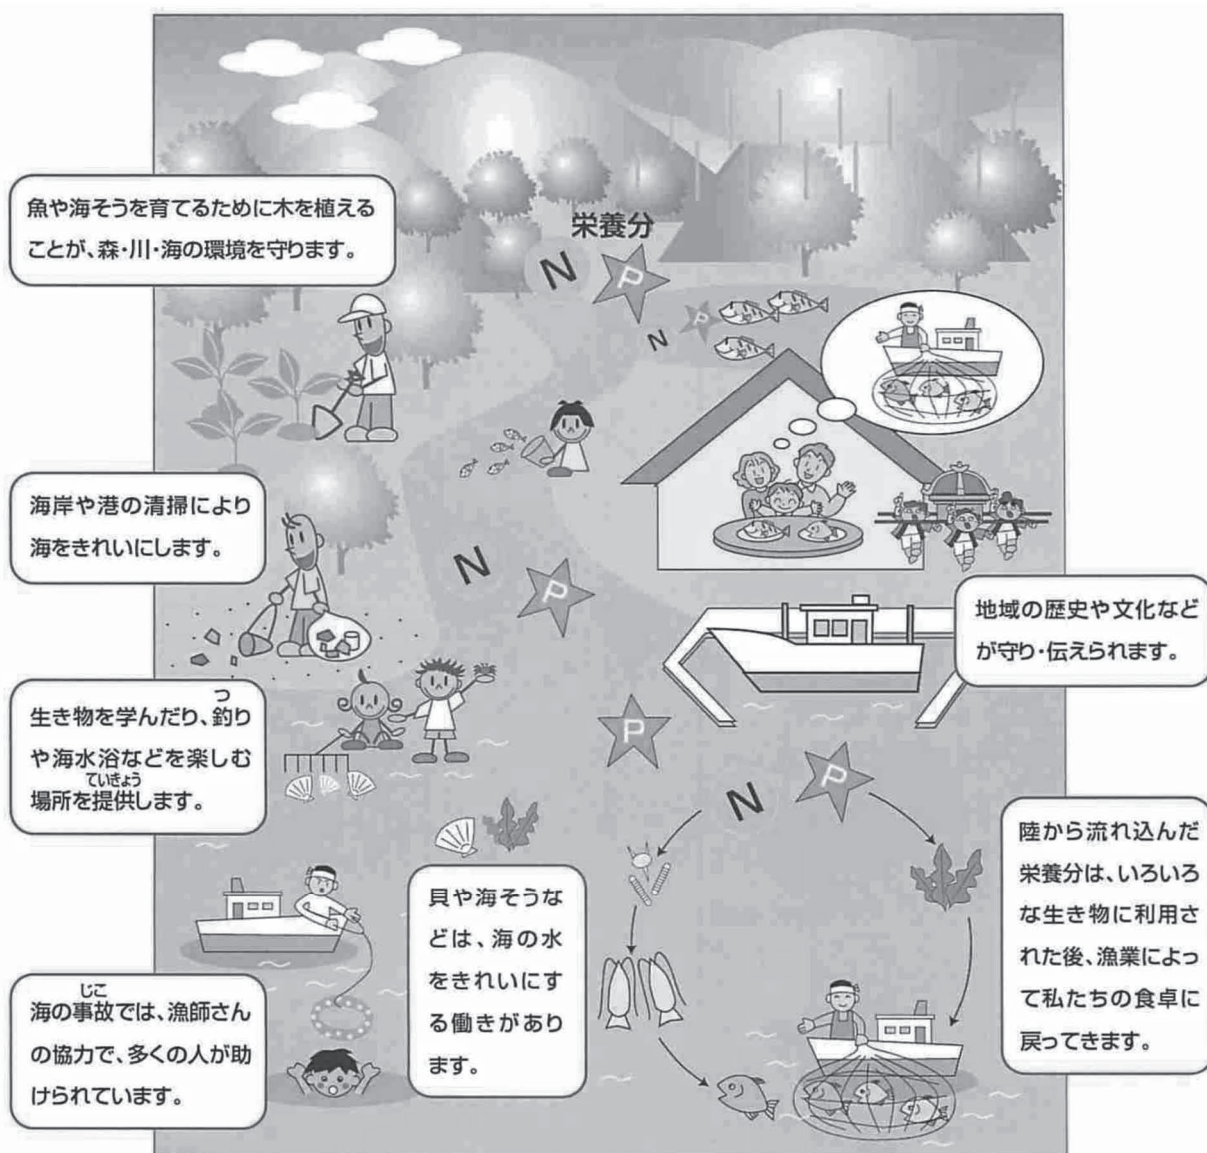 魚や海そうを育てるために木を植える
ことが、森・川・海の環境を守ります。
栄養分
N
P
N
P
海岸や港の清掃により
海をきれいにします。
N
P
地域の歴史や文化など
が守り・伝えられます。
つ
生き物を学んだり、釣り
や海水浴などを楽しむ
ていきょう
場所を提供します。
P
N
P
陸から流れ込んだ
栄養分は、いろいろ
な生き物に利用さ
れた後、漁業によっ
て私たちの食卓に
戻ってきます。
貝や海そうな
どは、海の水
をきれいにす
る働きがあり
ます。
じこ
海の事故では、漁師さん
の協力で、多くの人が助
けられています。